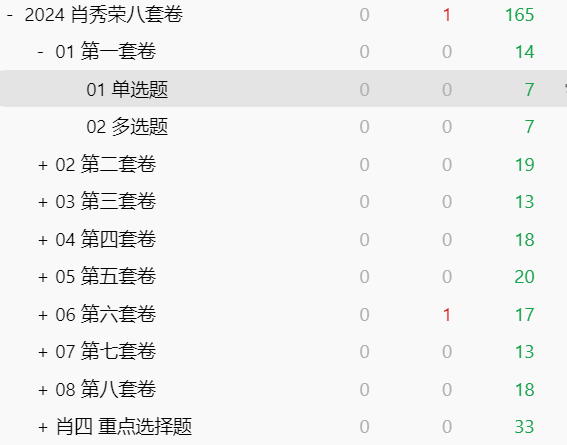 - 2024 肖秀荣八套卷 0 1 165
- 01 第一套卷 0 0 14
01 单选题 0 0 7
02 多选题 0 0 7
+ 02 第二套卷 0 0 19
+ 03 第三套卷 0 0 13
+ 04 第四套卷 0 0 18
+ 05 第五套卷 0 0 20
+ 06 第六套卷 0 1 17
+ 07 第七套卷 0 0 13
+ 08 第八套卷 0 0 18
+ 肖四 重点选择题 0 0 33